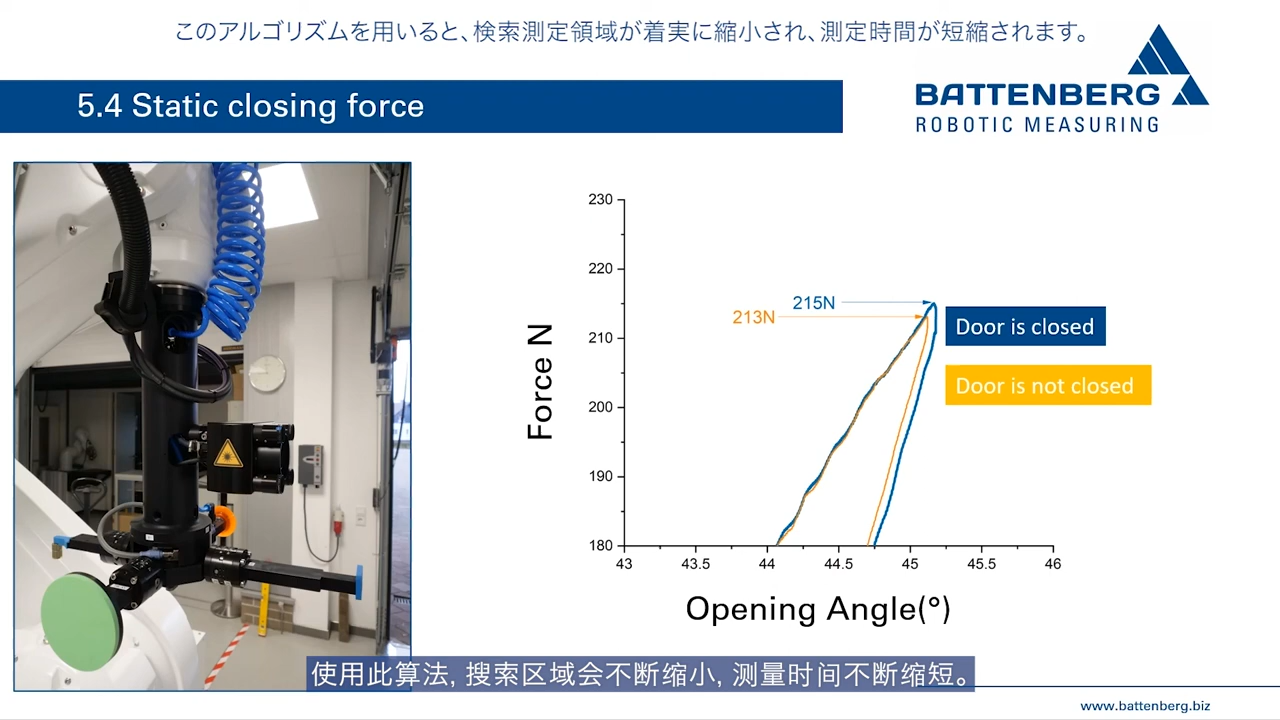 このアルゴリズムを用いると、検索測定領域が着実に縮小され、測定時間が短縮されます。
5.4 Static closing force
BATTENBERG
ROBOTIC MEASURING
230
220
210
200
190
180
Force N
215N
213N
Door is closed
Door is not closed
43 43.5 44 44.5 45 45.5 46
Opening Angle(°)
使用此算法, 搜索区域会不断缩小, 测量时间不断缩短。
www.battenberg.biz